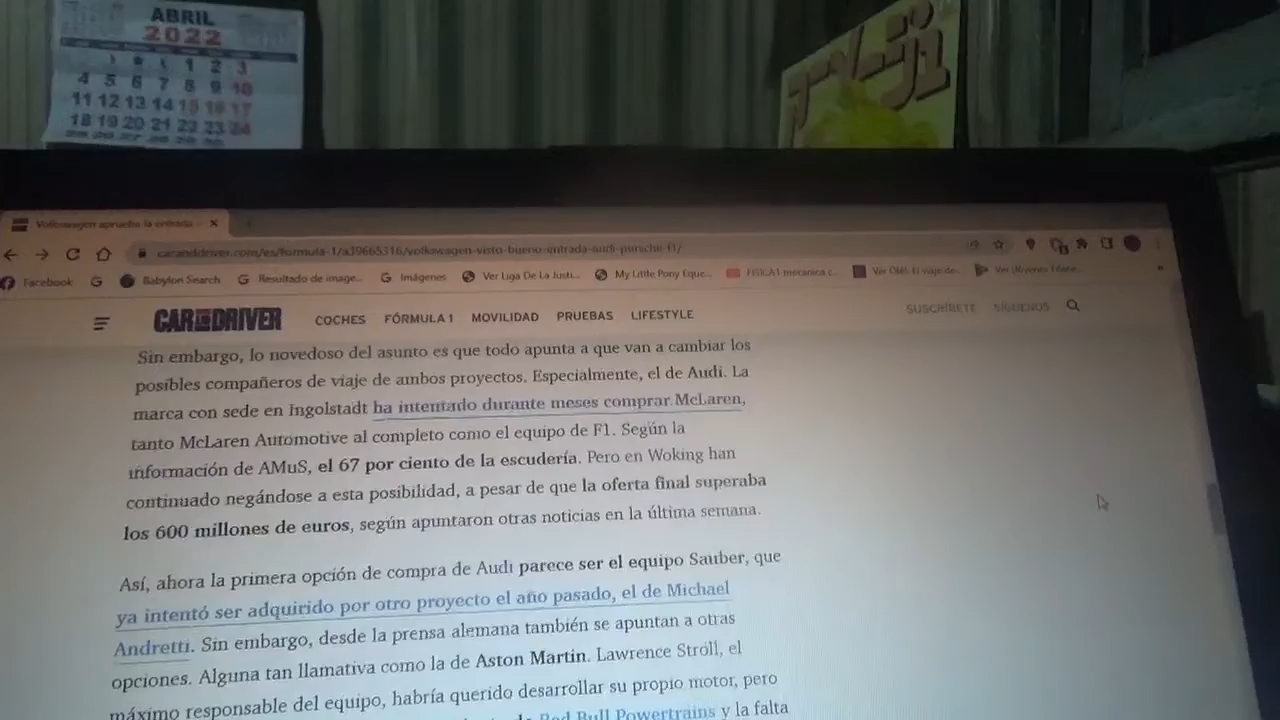 ABRIL
2022
1 2 3
4 5 6 7 8 9 10
11 12 13 14 15 16 17
18 19 20 21 22 23 24
Volkswagen aprueba la entrada
caranddriver.com/es/formula-1/a39665316/volkswagen-visto-bueno-entrada-audi-porsche-f1/
Facebook Babylon Search Resultado de image... Imágenes Ver Liga De La Justi... My Little Pony Eque... FISICA1 mecanica c... Ver
CAR AND DRIVER COCHES FÓRMULA 1 MOVILIDAD PRUEBAS LIFESTYLE SUSCRÍBETE SÍGUENOS
Sin embargo, lo novedoso del asunto es que todo apunta a que van a cambiar los
posibles compañeros de viaje de ambos proyectos. Especialmente, el de Audi. La
marca con sede en Ingolstadt ha intentado durante meses comprar McLaren,
tanto McLaren Automotive al completo como el equipo de F1. Según la
información de AMuS, el 67 por ciento de la escudería. Pero en Woking han
continuado negándose a esta posibilidad, a pesar de que la oferta final superaba
los 600 millones de euros, según apuntaron otras noticias en la última semana.
Así, ahora la primera opción de compra de Audi parece ser el equipo Sauber, que
ya intentó ser adquirido por otro proyecto el año pasado, el de Michael
Andretti. Sin embargo, desde la prensa alemana también se apuntan a otras
opciones. Alguna tan llamativa como la de Aston Martin. Lawrence Stroll, el
máximo responsable del equipo, habría querido desarrollar su propio motor, pero
Red Bull Powertrains y la falta